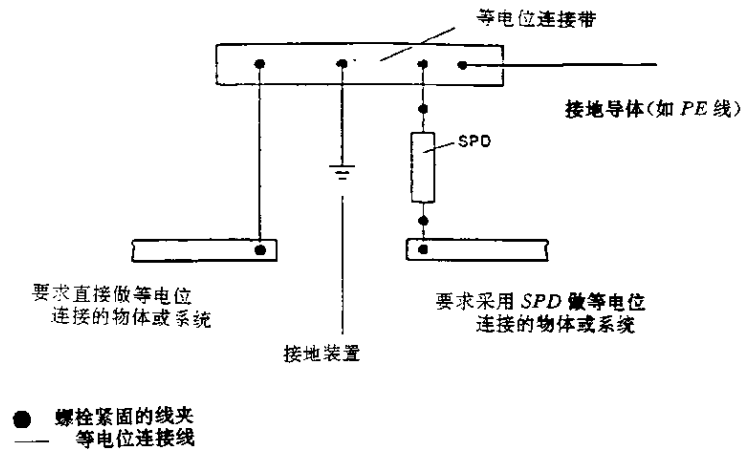 等电位连接带
接地导体(如 PE 线)
SPD
要求直接做等电位
连接的物体或系统
要求采用 SPD 做等电位
连接的物体或系统
接地装置
螺栓紧固的线夹
等电位连接线